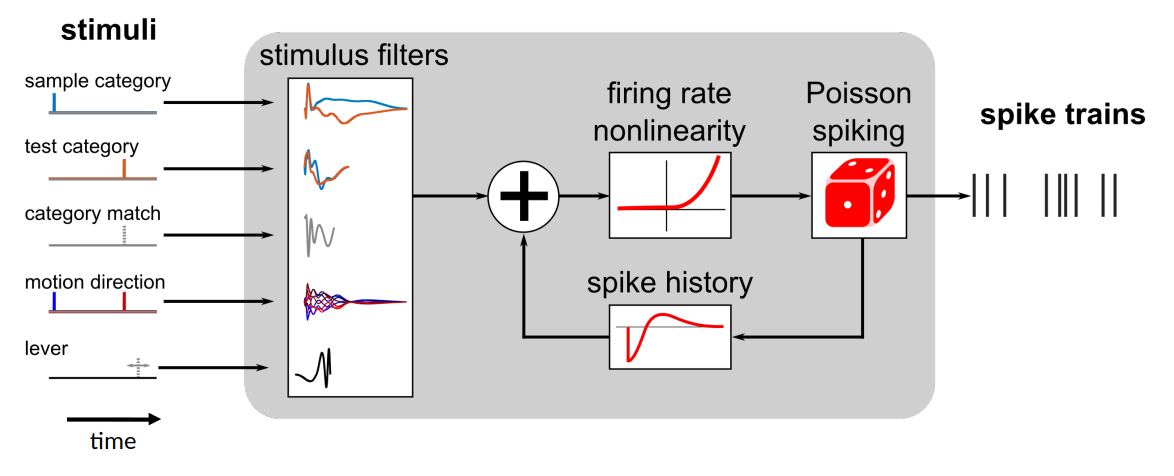 stimuli
stimulus filters
sample category
test category
category match
motion direction
lever
time
firing rate
nonlinearity
Poisson
spiking
spike history
spike trains